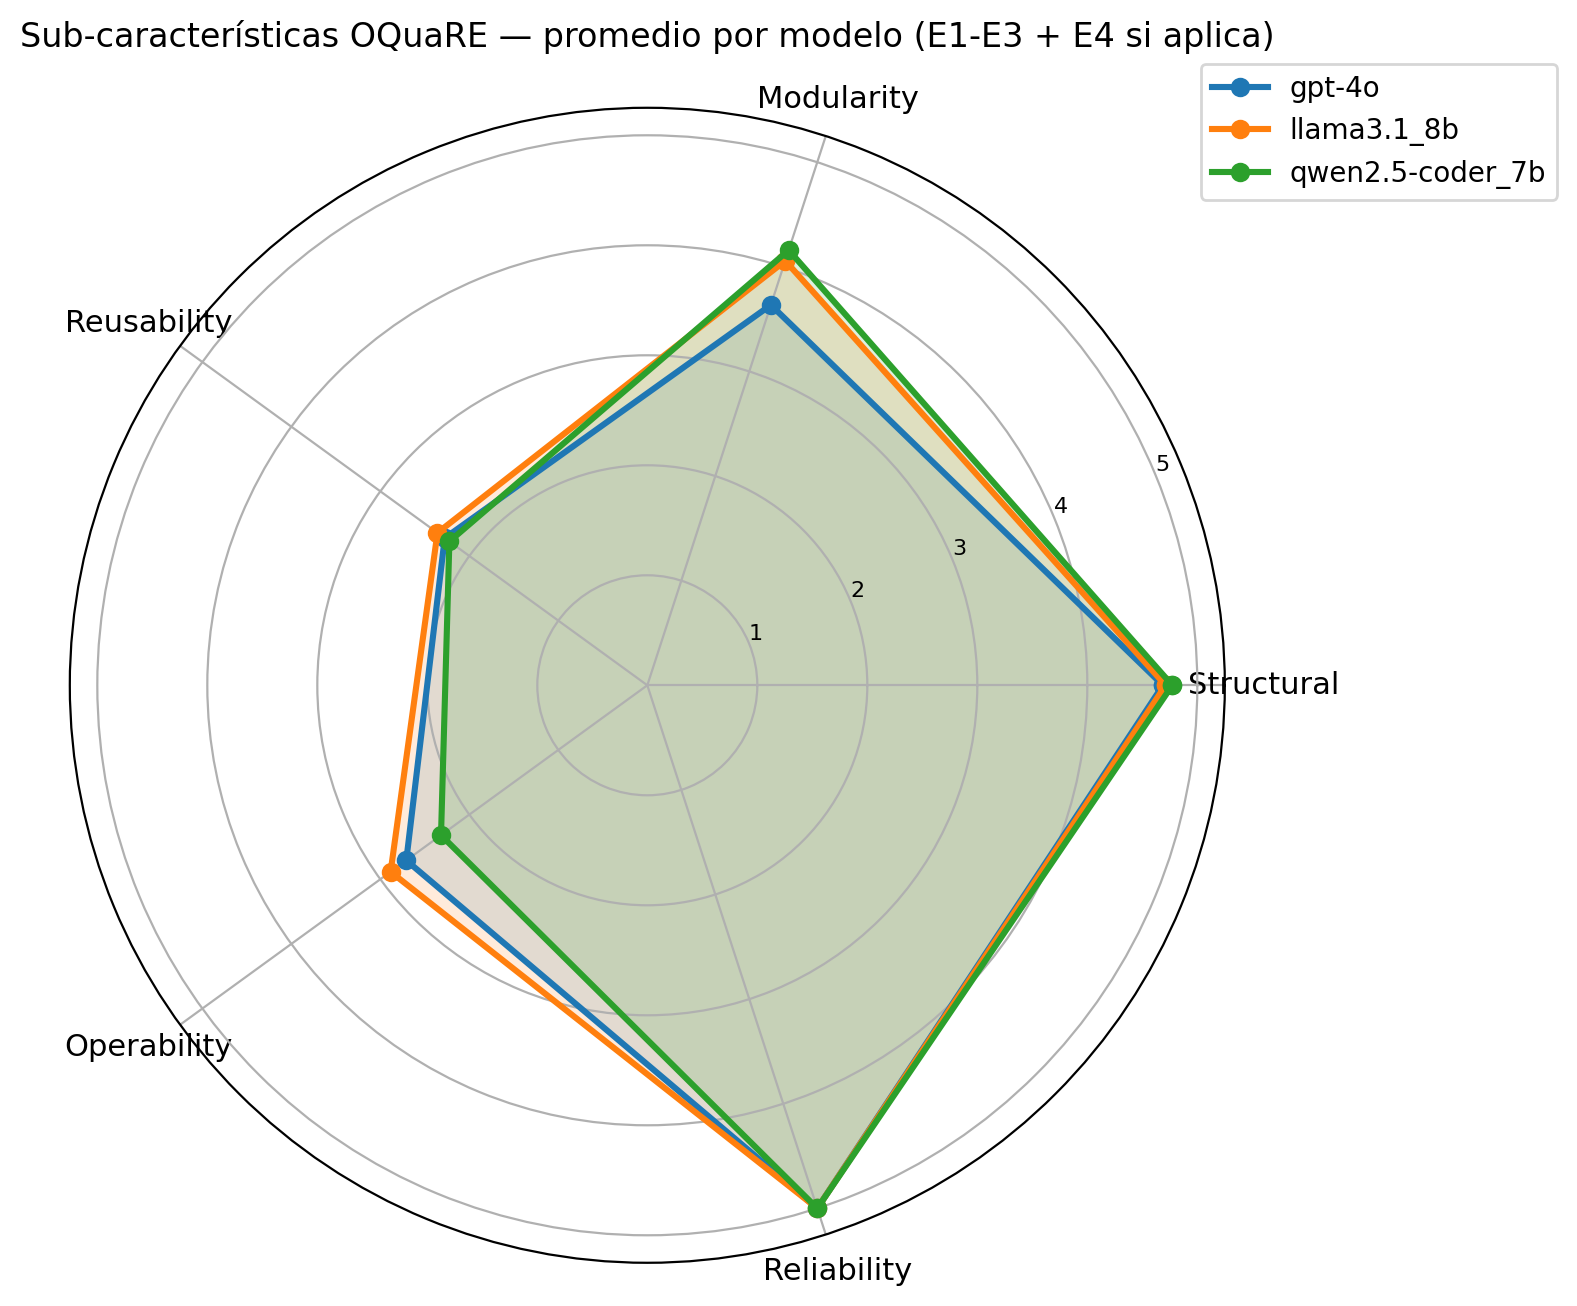 Sub-características OQuaRE — promedio por modelo (E1-E3 + E4 si aplica)
gpt-4o
llama3.1_8b
qwen2.5-coder_7b
Modularity
Reusability
5
4
3
2
1
Structural
Operability
Reliability